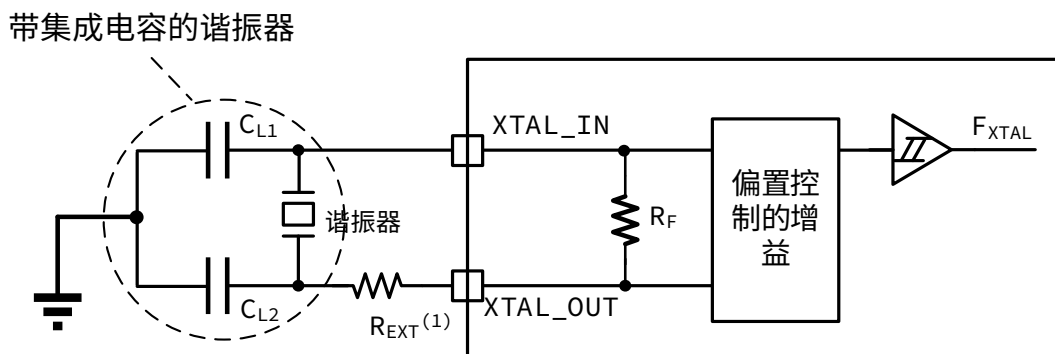 带集成电容的谐振器
CL1
XTAL_IN
FXTAL
偏置控
制的增
益
谐振器
RF
CL2
REXT(1)
XTAL_OUT